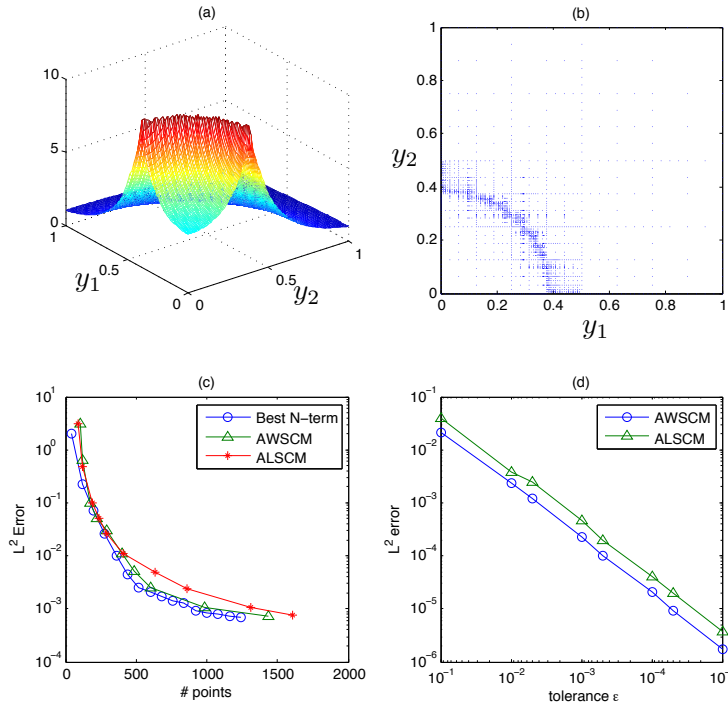 (a)
10
5
0
1
0.5
0
0
0.5
1
y1
y2
(b)
1
0.8
0.6
0.4
0.2
0
0
0.2
0.4
0.6
0.8
1
y2
y1
(c)
10^1
10^0
10^−1
10^−2
10^−3
10^−4
0
500
1000
1500
2000
L^2 Error
# points
Best N−term
AWSCM
ALSCM
(d)
10^−1
10^−2
10^−3
10^−4
10^−5
10^−6
10^−1
10^−2
10^−3
10^−4
L^2 error
tolerance ε
AWSCM
ALSCM